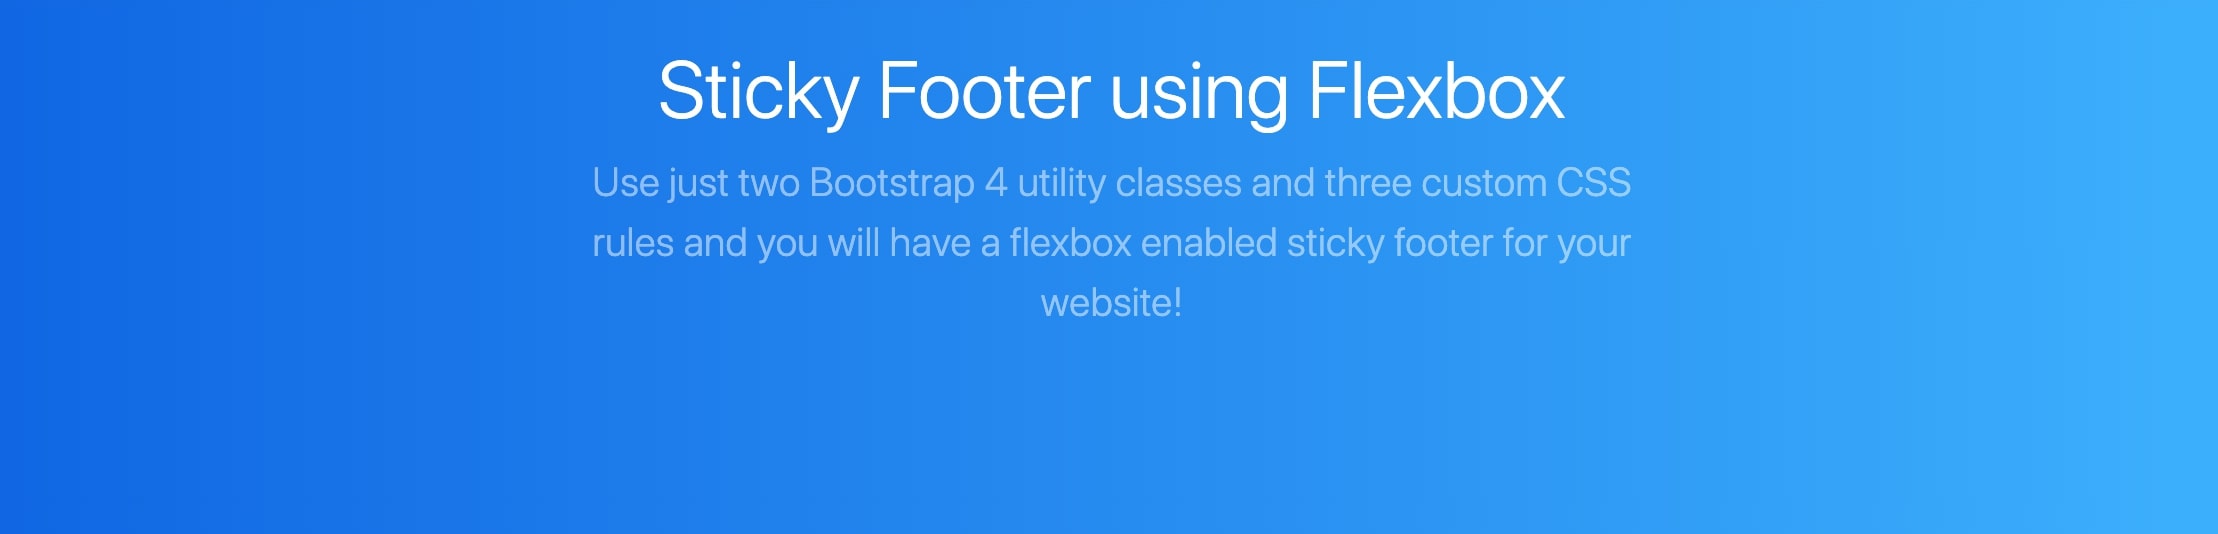 Sticky Footer using Flexbox
Use just two Bootstrap 4 utility classes and three custom CSS
rules and you will have a flexbox enabled sticky footer for your
website!